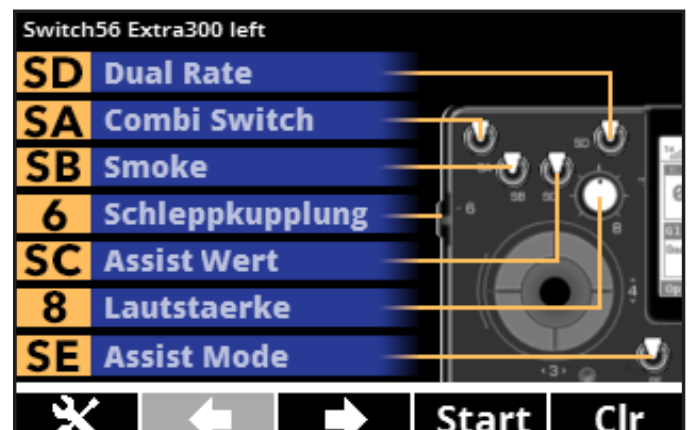 Switch56 Extra300 left
SD Dual Rate
SA Combi Switch
SB Smoke
6 Schleppkupplung
SC Assist Wert
8 Lautstaerke
SE Assist Mode
SD
SB
6
8
4
3
Start Clr